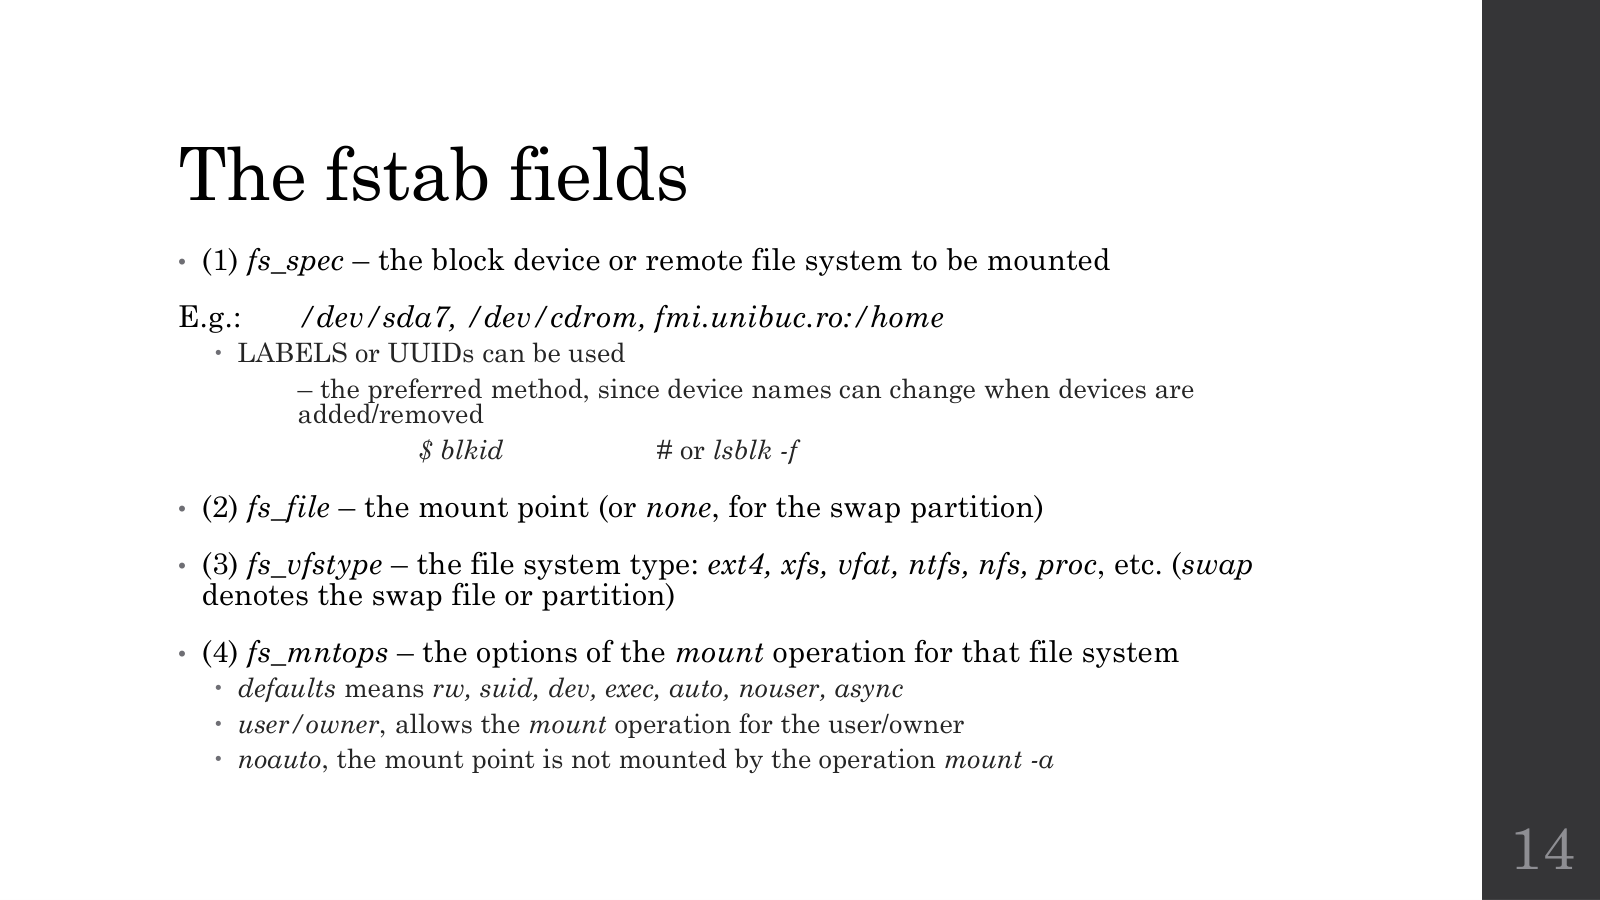 The fstab fields
• (1) fs_spec – the block device or remote file system to be mounted
E.g.: /dev/sda7, /dev/cdrom, fmi.unibuc.ro:/home
• LABELS or UUIDs can be used
– the preferred method, since device names can change when devices are
added/removed
$ blkid # or lsblk -f
• (2) fs_file – the mount point (or none, for the swap partition)
• (3) fs_vfstype – the file system type: ext4, xfs, vfat, ntfs, nfs, proc, etc. (swap
denotes the swap file or partition)
• (4) fs_mntops – the options of the mount operation for that file system
• defaults means rw, suid, dev, exec, auto, nouser, async
• user/owner, allows the mount operation for the user/owner
• noauto, the mount point is not mounted by the operation mount -a
14